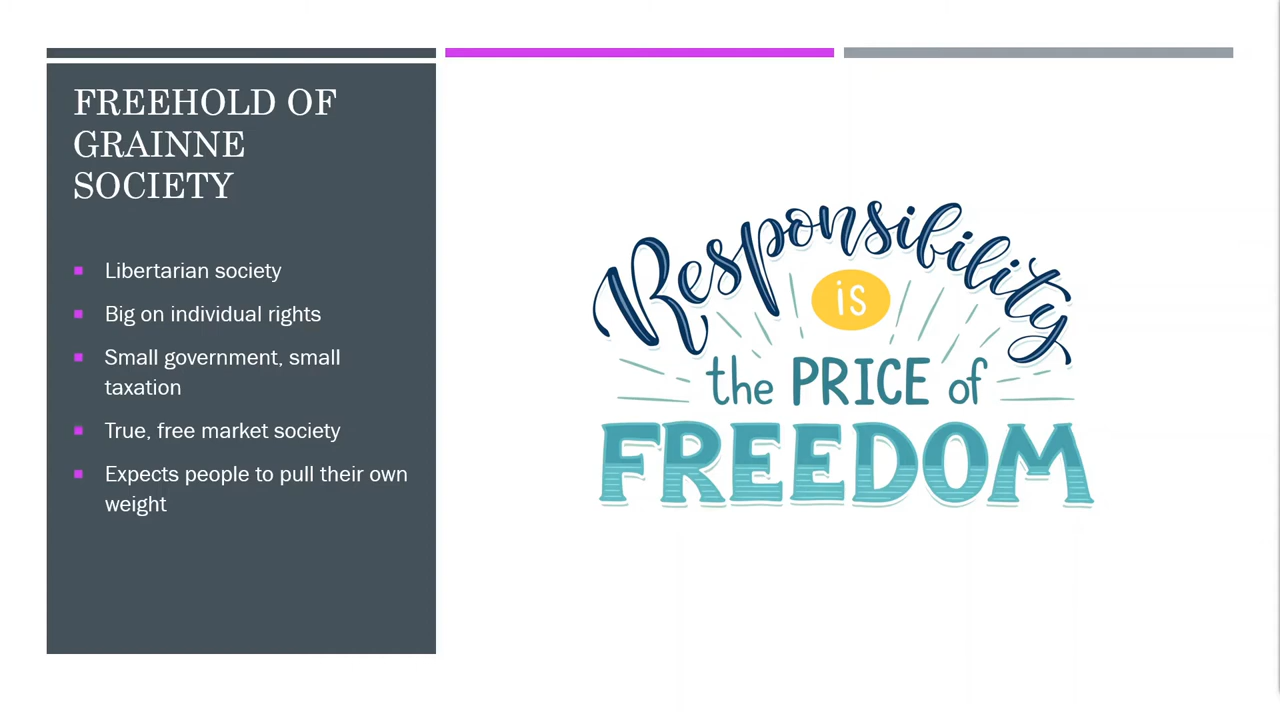 FREEHOLD OF
GRAINNE
SOCIETY
Libertarian society
Big on individual rights
Small government, small
taxation
True, free market society
Expects people to pull their own
weight
Responsibility
is
the PRICE of
FREEDOM